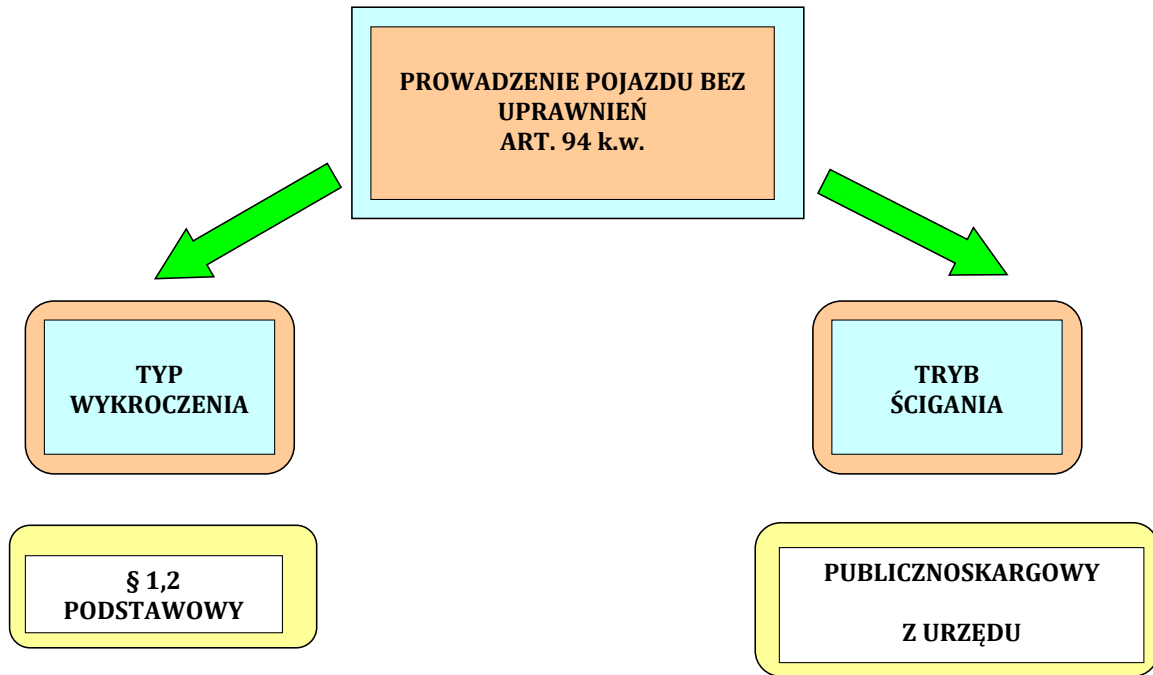 PROWADZENIE POJAZDU BEZ
UPRAWNIEŃ
ART. 94 k.w.
TYP
WYKROCZENIA
TRYB
ŚCIGANIA
§ 1,2
PODSTAWOWY
PUBLICZNOSKARGOWY
Z URZĘDU